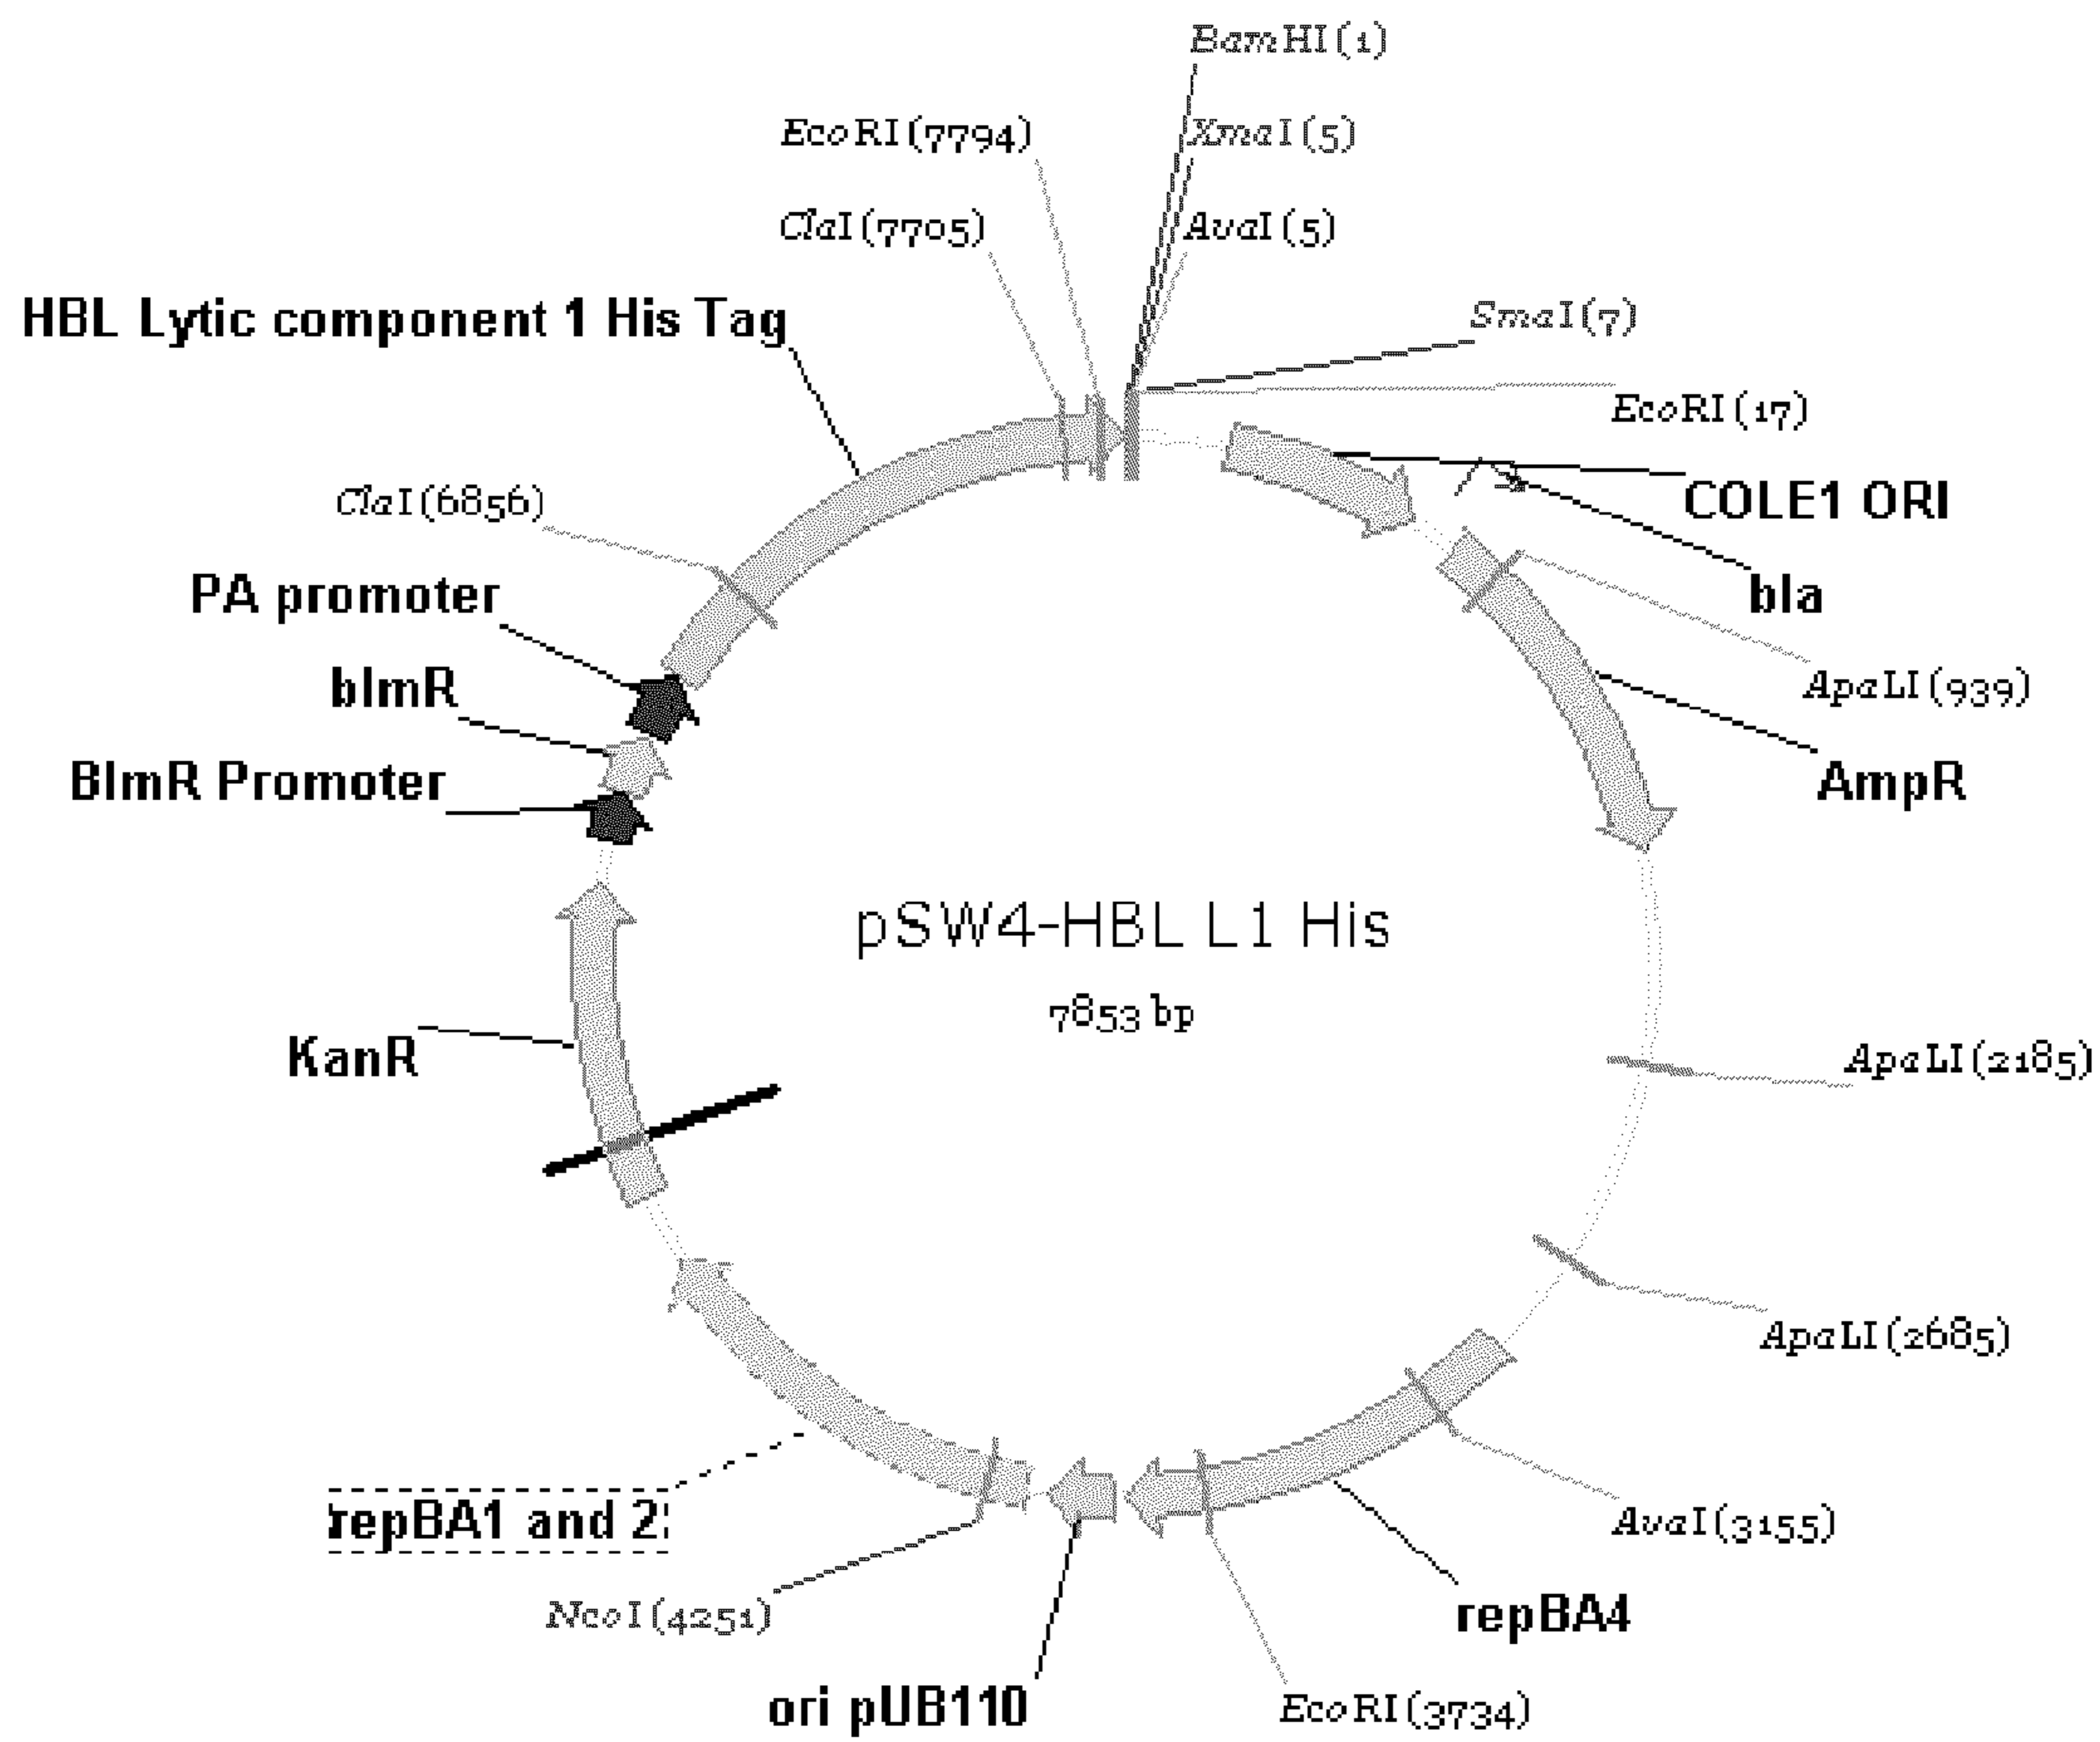 BamHI(1)
EcoRI(7794)
XmaI(5)
ClaI(7705)
AvaI(5)
HBL Lytic component 1 His Tag
SmaI(7)
EcoRI(17)
ClaI(6856)
COLE1 ORI
PA promoter
bla
blmR
ApaLI(939)
BlmR Promoter
AmpR
pSW4-HBL L1 His
7853 bp
KanR
ApaLI(2185)
ApaLI(2685)
repBA1 and 2
AvaI(3155)
NcoI(4251)
repBA4
ori pUB110
EcoRI(3734)